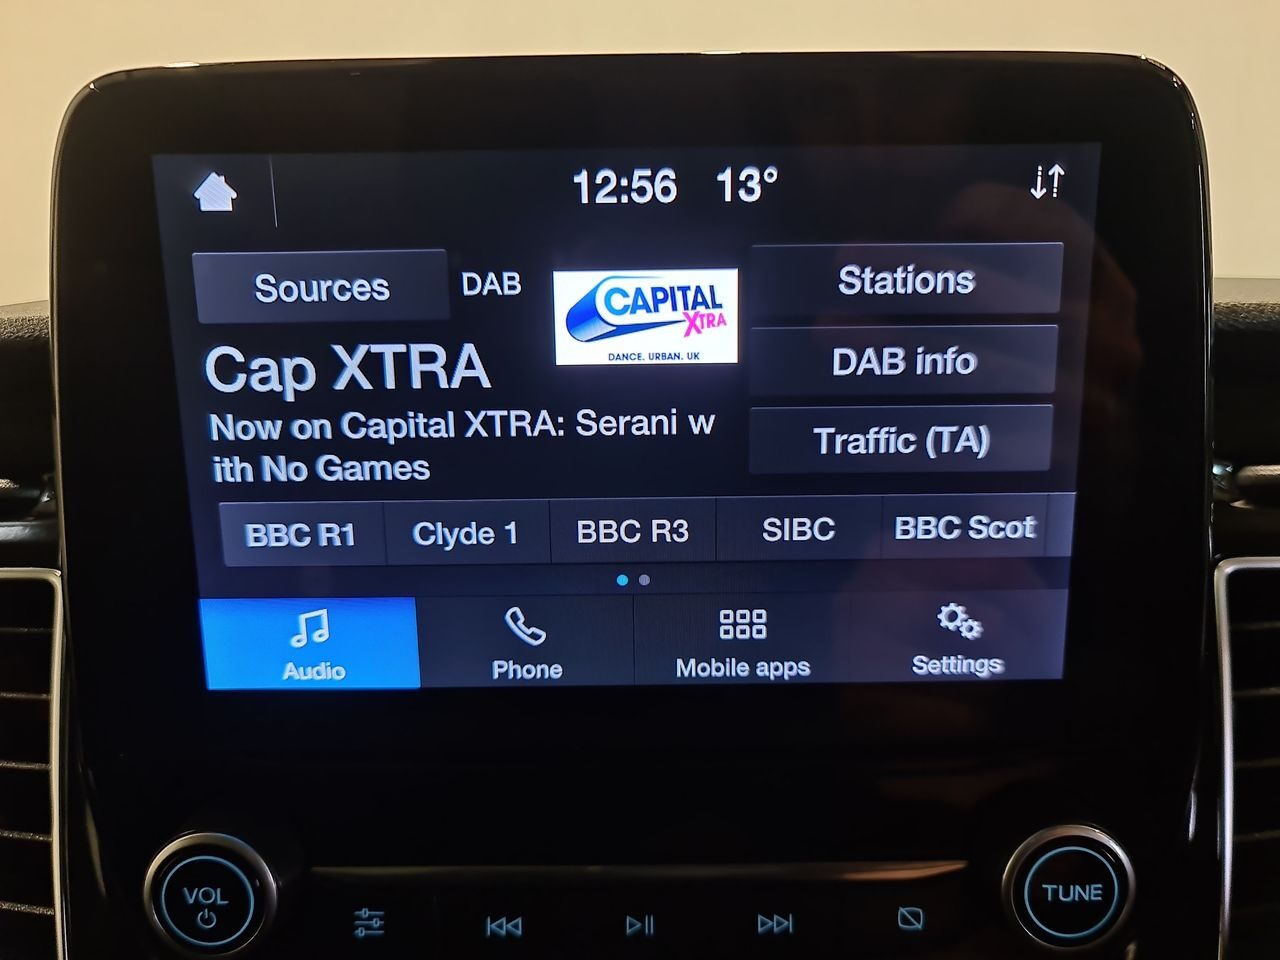 12:56 13°
Sources
DAB
CAPITAL
XTRA
DANCE. URBAN. UK
Stations
Cap XTRA
DAB info
Now on Capital XTRA: Serani w
ith No Games
Traffic (TA)
BBC R1 Clyde 1 BBC R3 SIBC BBC Scot
Audio Phone Mobile apps Settings
VOL
TUNE